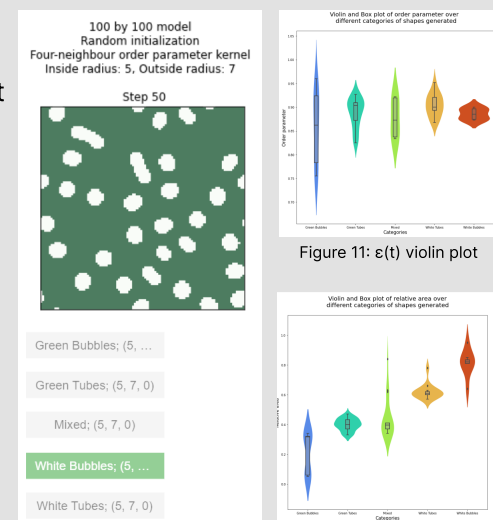 t
100 by 100 model
Random initialization
Four-neighbour order parameter kernel
Inside radius: 5, Outside radius: 7
Step 50
Green Bubbles; (5, ...
Green Tubes; (5, 7, 0)
Mixed; (5, 7, 0)
White Bubbles; (5, ...
White Tubes; (5, 7, 0)
Violin and Box plot of order parameter over
different categories of shapes generated
Order parameter
Green Bubbles Green Tubes Mixed White Tubes White Bubbles
Categories
Figure 11: ε(t) violin plot
Violin and Box plot of relative area over
different categories of shapes generated
Green Bubbles Green Tubes Mixed White Tubes White Bubbles
Categories